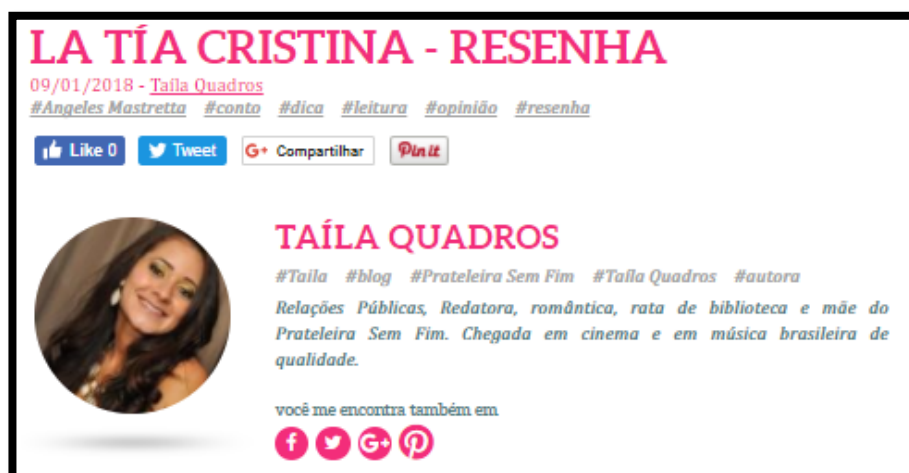 LA TÍA CRISTINA - RESENHA
09/01/2018 - Taíla Quadros
#Angeles Mastretta #conto #dica #leitura #opinião #resenha
Like 0 Tweet G+ Compartilhar Pin it
TAÍLA QUADROS
#Taíla #blog #Prateleira Sem Fim #Taíla Quadros #autora
Relações Públicas, Redatora, romântica, rata de biblioteca e mãe do
Prateleira Sem Fim. Chegada em cinema e em música brasileira de
qualidade.
você me encontra também em